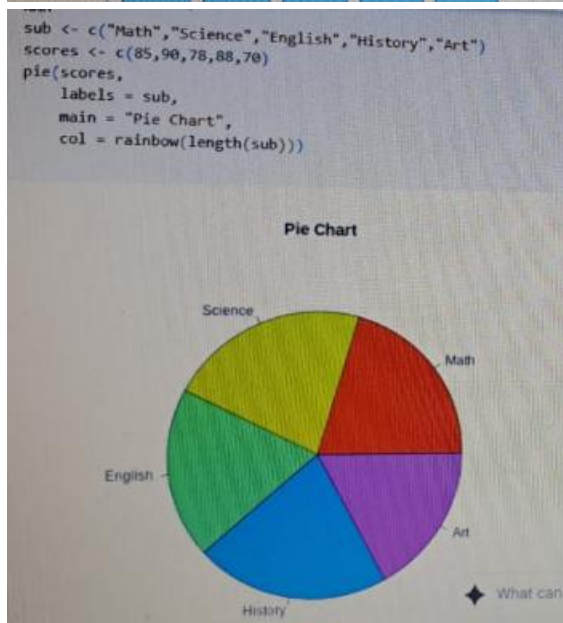 sub <- c("Math","Science","English","History","Art")
scores <- c(85,90,78,88,70)
pie(scores,
    labels = sub,
    main = "Pie Chart",
    col = rainbow(length(sub)))
Pie Chart
Science
Math
English
Art
What can
History